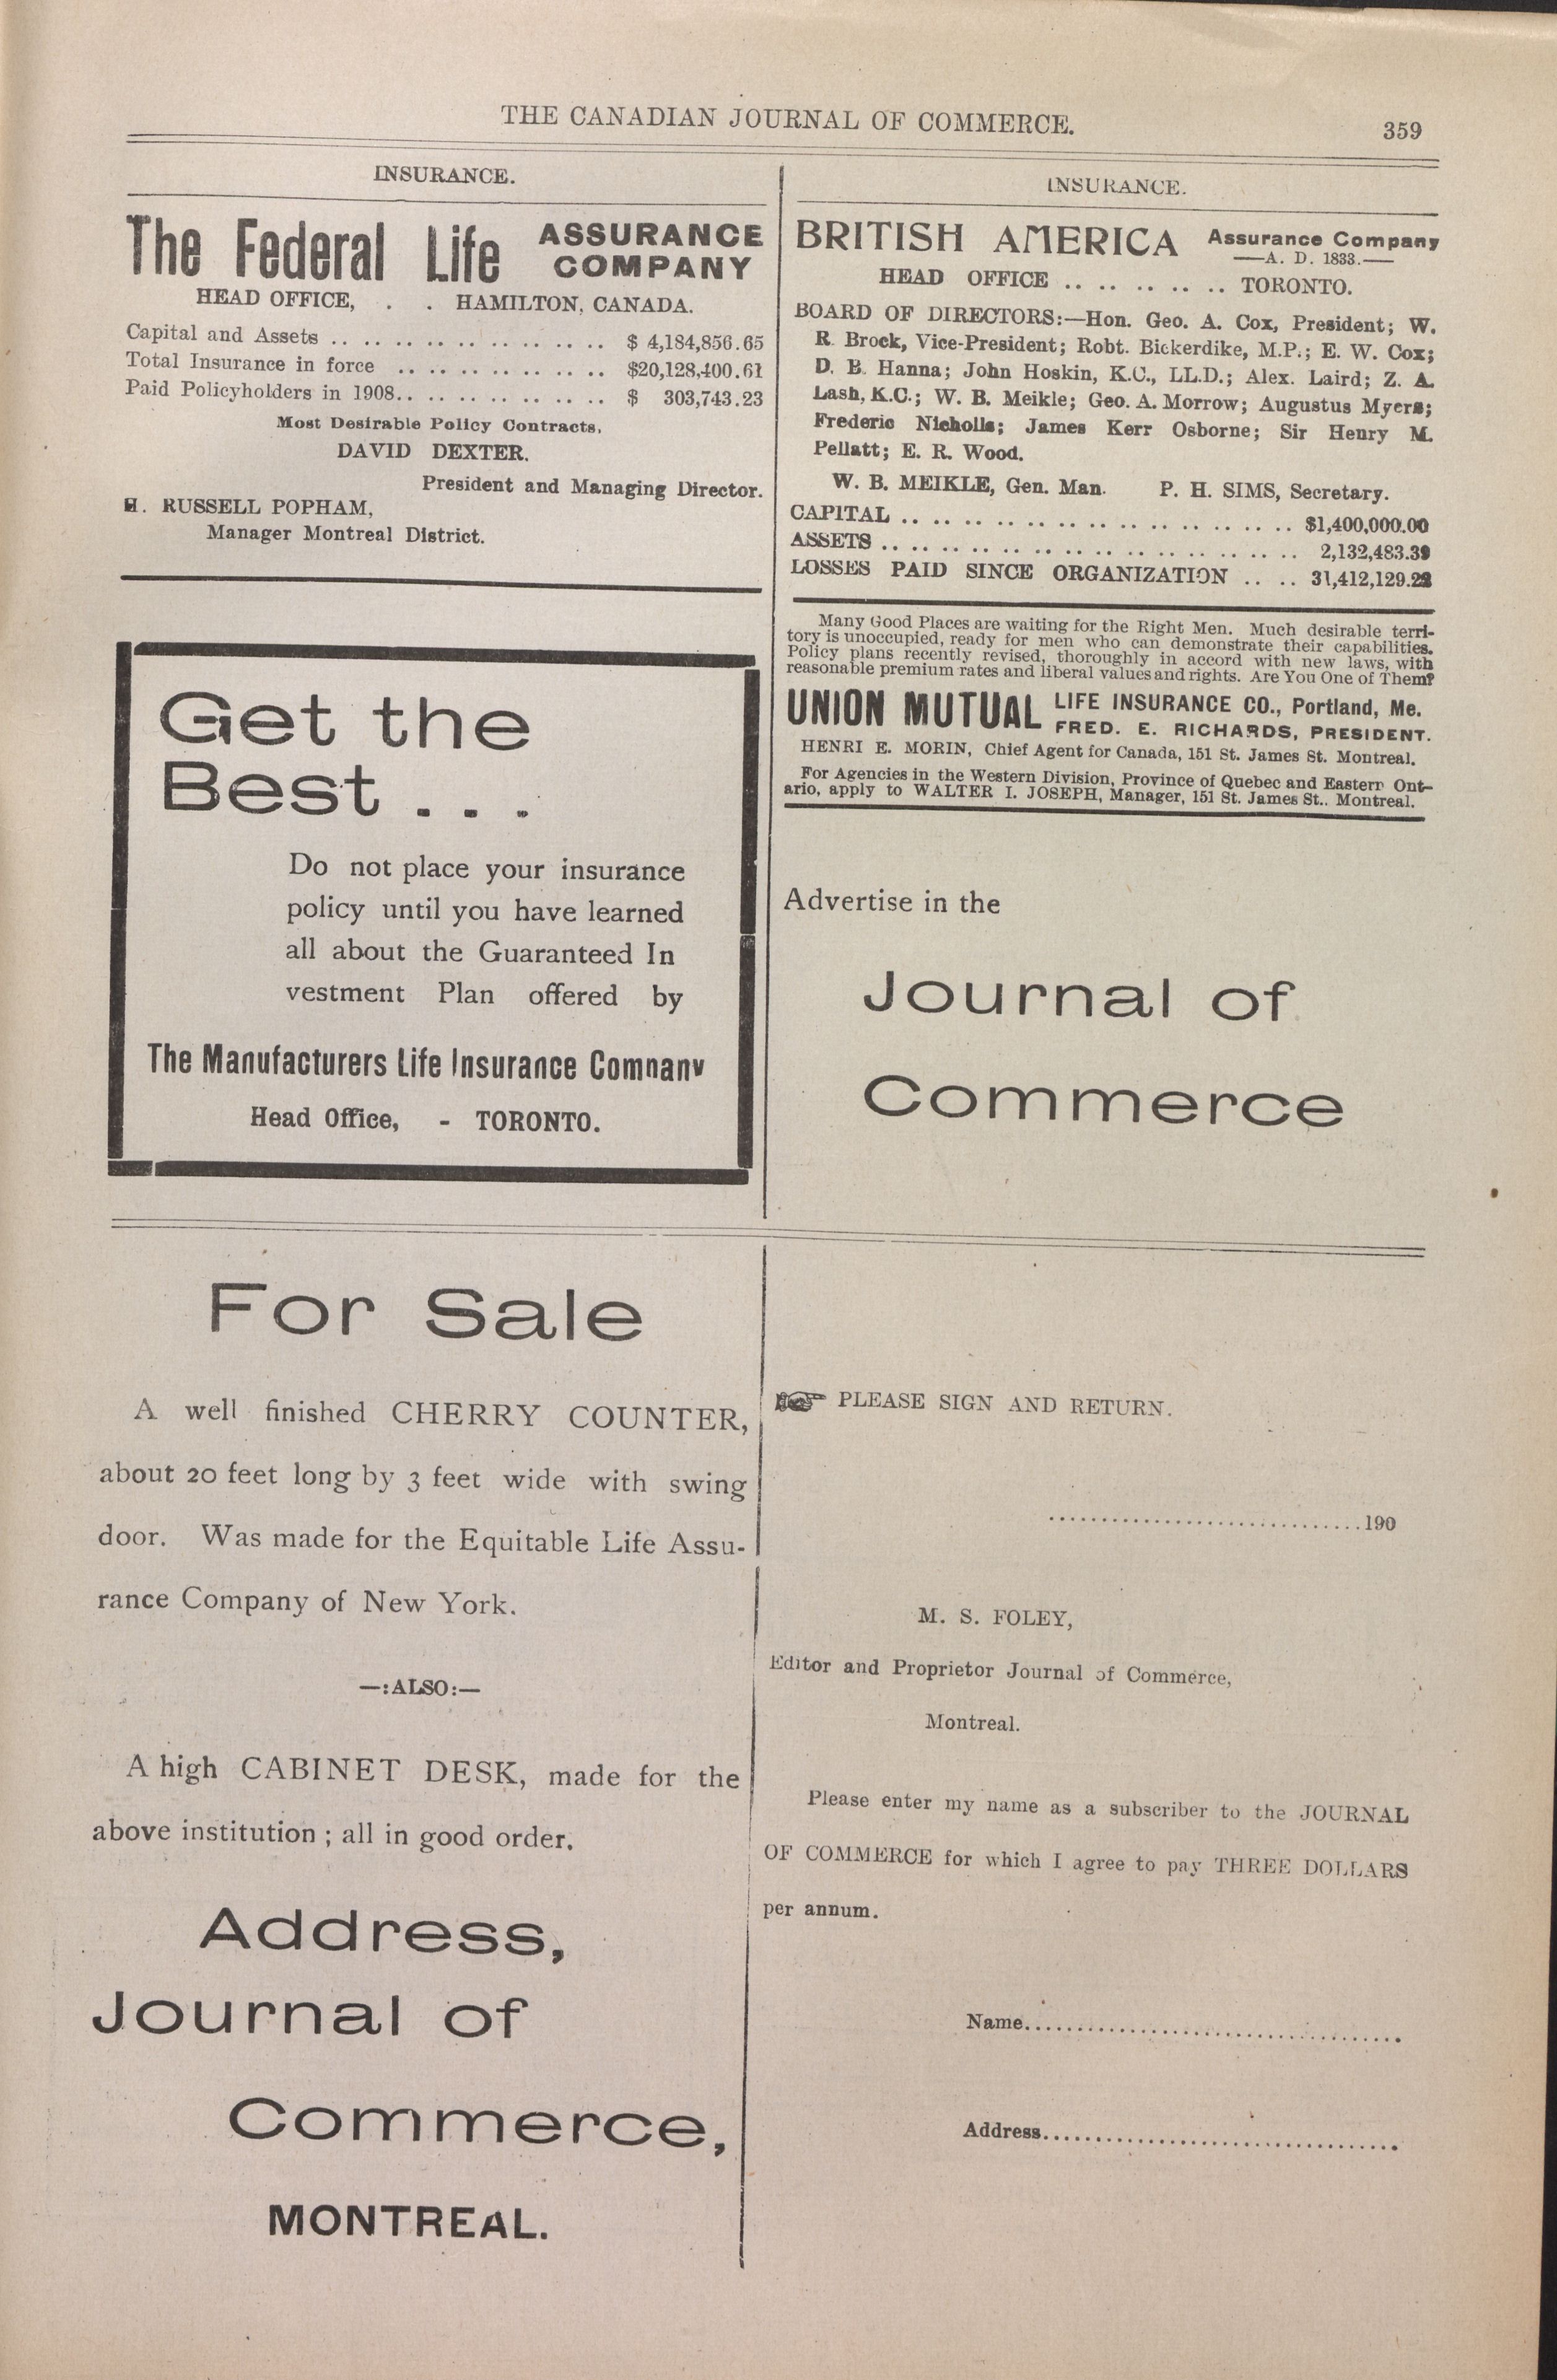 THE CANADIAN JOURNAL OF COMMERCE.
359
INSURANCE.
The Federal Life ASSURANCE COMPANY
HEAD OFFICE, . . HAMILTON, CANADA.
Capital and Assets .. .. .. .. .. .. .. .. .. $ 4,184,856.65
Total Insurance in force .. .. .. .. .. .. .. $20,128,400.61
Paid Policyholders in 1908.. .. .. .. .. .. .. $ 303,743.23
Most Desirable Policy Contracts,
DAVID DEXTER.
President and Managing Director.
H. RUSSELL POPHAM,
Manager Montreal District.
Get the
Best . . .
Do not place your insurance
policy until you have learned
all about the Guaranteed In
vestment Plan offered by
The Manufacturers Life Insurance Company
Head Office, - TORONTO.
INSURANCE.
BRITISH AMERICA Assurance Company
—A. D. 1833.—
HEAD OFFICE .. .. .. .. .. .. TORONTO.
BOARD OF DIRECTORS:—Hon. Geo. A. Cox, President; W.
R. Brock, Vice-President; Robt. Bickerdike, M.P.; E. W. Cox;
D. B. Hanna; John Hoskin, K.C., LL.D.; Alex. Laird; Z. A.
Lash, K.C.; W. B. Meikle; Geo. A. Morrow; Augustus Myers;
Frederic Nicholls; James Kerr Osborne; Sir Henry M.
Pellatt; E. R. Wood.
W. B. MEIKLE, Gen. Man. P. H. SIMS, Secretary.
CAPITAL .. .. .. .. .. .. .. .. .. .. .. .. .. $1,400,000.00
ASSETS .. .. .. .. .. .. .. .. .. .. .. .. .. .. 2,132,483.39
LOSSES PAID SINCE ORGANIZATION .. .. 31,412,129.22
Many Good Places are waiting for the Right Men. Much desirable terri-
tory is unoccupied, ready for men who can demonstrate their capabilities.
Policy plans recently revised, thoroughly in accord with new laws, with
reasonable premium rates and liberal values and rights. Are You One of Them?
UNION MUTUAL LIFE INSURANCE CO., Portland, Me.
FRED. E. RICHARDS, PRESIDENT.
HENRI E. MORIN, Chief Agent for Canada, 151 St. James St. Montreal.
For Agencies in the Western Division, Province of Quebec and Eastern Ont-
ario, apply to WALTER I. JOSEPH, Manager, 151 St. James St.. Montreal.
Advertise in the
Journal of
Commerce
For Sale
A well finished CHERRY COUNTER,
about 20 feet long by 3 feet wide with swing
door. Was made for the Equitable Life Assu-
rance Company of New York.
—:ALSO:—
A high CABINET DESK, made for the
above institution ; all in good order.
Address,
Journal of
Commerce,
MONTREAL.
PLEASE SIGN AND RETURN.
..............................190
M. S. FOLEY,
Editor and Proprietor Journal of Commerce,
Montreal.
Please enter my name as a subscriber to the JOURNAL
OF COMMERCE for which I agree to pay THREE DOLLARS
per annum.
Name....................................
Address..................................